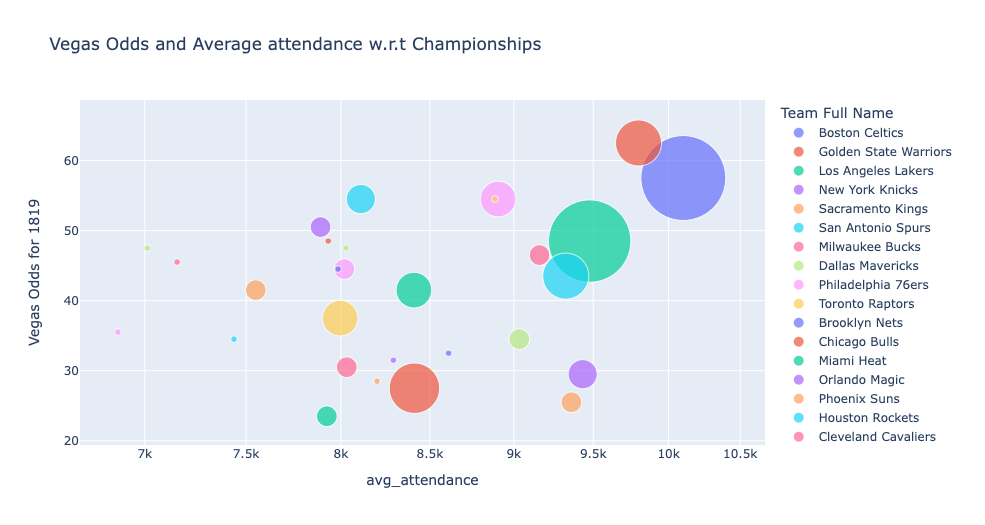 Vegas Odds and Average attendance w.r.t Championships
Team Full Name
Boston Celtics
Golden State Warriors
Los Angeles Lakers
New York Knicks
Sacramento Kings
San Antonio Spurs
Milwaukee Bucks
Dallas Mavericks
Philadelphia 76ers
Toronto Raptors
Brooklyn Nets
Chicago Bulls
Miami Heat
Orlando Magic
Phoenix Suns
Houston Rockets
Cleveland Cavaliers
Vegas Odds for 1819
60
50
40
30
20
7k 7.5k 8k 8.5k 9k 9.5k 10k 10.5k
avg_attendance